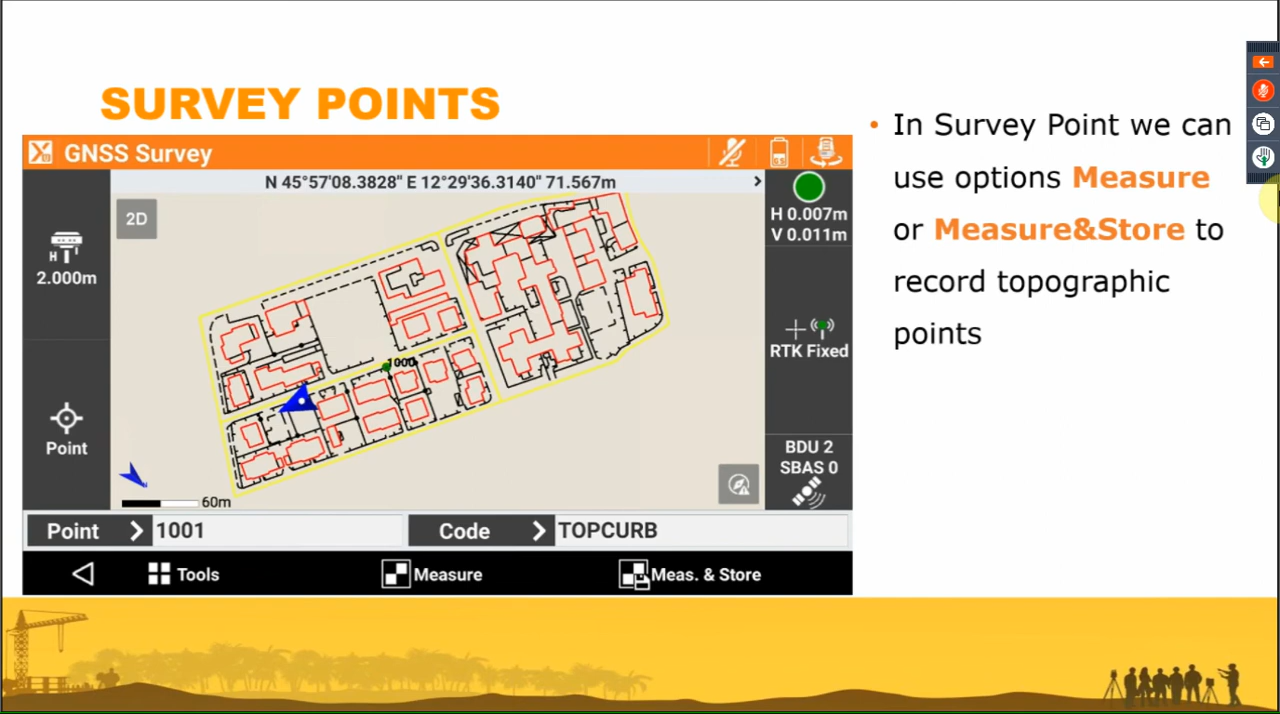 SURVEY POINTS
GNSS Survey
GS
N 45°57'08.3828" E 12°29'36.3140" 71.567m
2D
H
2.000m
Point
1000
60m
H 0.007m
V 0.011m
RTK Fixed
BDU 2
SBAS 0
Point
1001
Code
TOPCURB
Tools
Measure
Meas. & Store
• In Survey Point we can
use options Measure
or Measure&Store to
record topographic
points